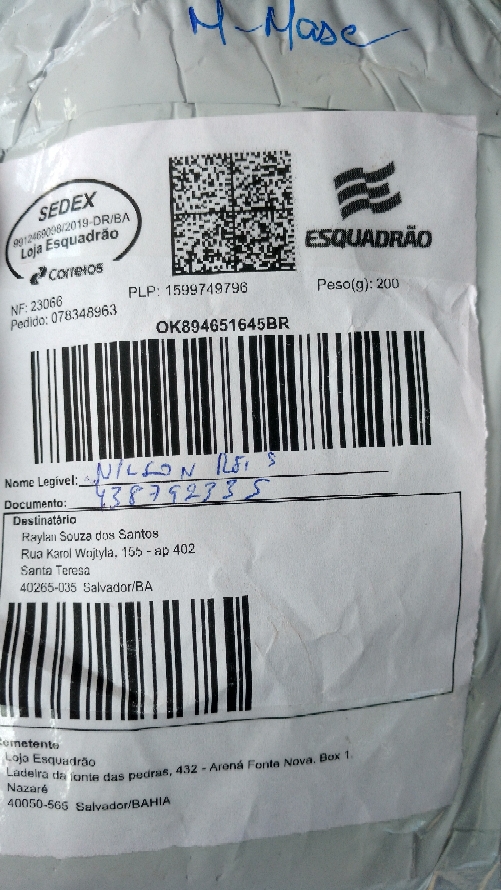 M-Masc
SEDEX
9912469098/2019-DR/BA
Loja Esquadrão
Correios
ESQUADRÃO
NF: 23066
Pedido: 078348963
PLP: 1599749796
Peso(g): 200
OK894651645BR
Nome Legível: NILSON REIS
Documento: 438792335
Destinatário
Raylan Souza dos Santos
Rua Karol Wojtyla, 155 - ap 402
Santa Teresa
40265-035 Salvador/BA
emetente
Loja Esquadrão
Ladeira da fonte das pedras, 432 - Arena Fonte Nova, Box 1,
Nazaré
40050-565 Salvador/BAHIA